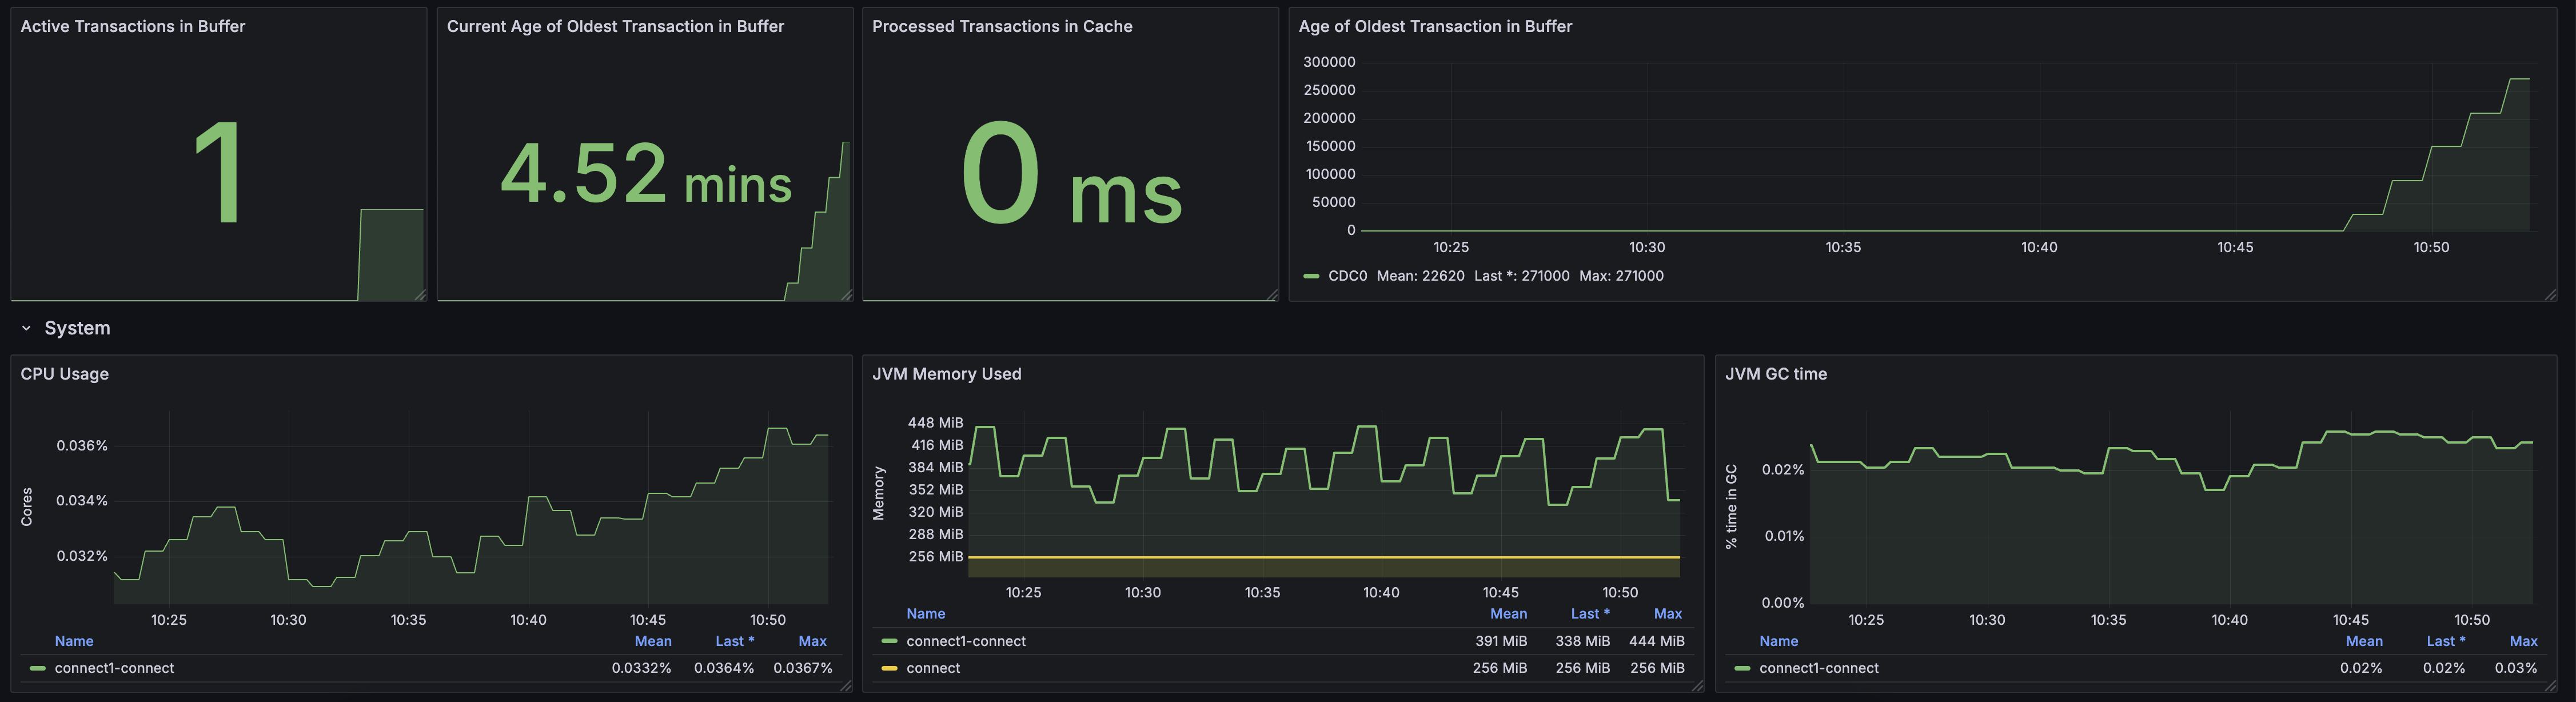 Active Transactions in Buffer
1
Current Age of Oldest Transaction in Buffer
4.52 mins
Processed Transactions in Cache
0 ms
Age of Oldest Transaction in Buffer
300000
250000
200000
150000
100000
50000
0
10:25 10:30 10:35 10:40 10:45 10:50
CDC0 Mean: 22620 Last *: 271000 Max: 271000
System
CPU Usage
Cores
0.036%
0.034%
0.032%
10:25 10:30 10:35 10:40 10:45 10:50
Name Mean Last * Max
connect1-connect 0.0332% 0.0364% 0.0367%
JVM Memory Used
Memory
448 MiB
416 MiB
384 MiB
352 MiB
320 MiB
288 MiB
256 MiB
10:25 10:30 10:35 10:40 10:45 10:50
Name Mean Last * Max
connect1-connect 391 MiB 338 MiB 444 MiB
connect 256 MiB 256 MiB 256 MiB
JVM GC time
% time in GC
0.02%
0.01%
0.00%
10:25 10:30 10:35 10:40 10:45 10:50
Name Mean Last * Max
connect1-connect 0.02% 0.02% 0.03%